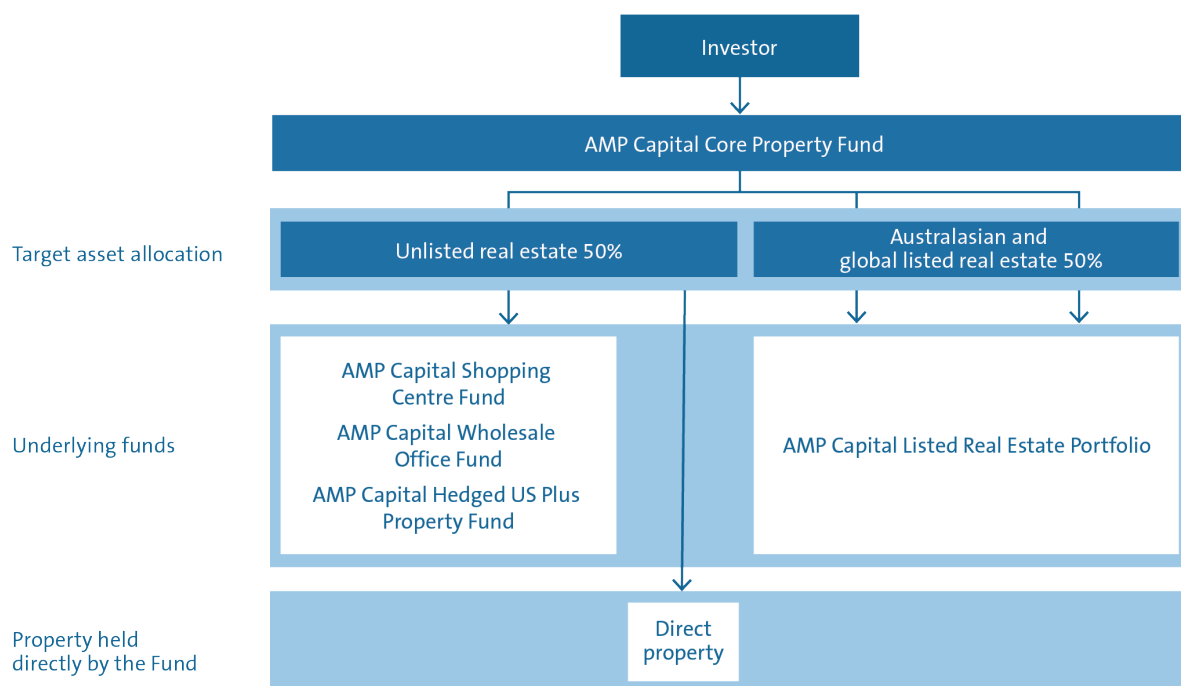 Investor
AMP Capital Core Property Fund
Target asset allocation
Unlisted real estate 50%
Australasian and
global listed real estate 50%
Underlying funds
AMP Capital Shopping
Centre Fund
AMP Capital Wholesale
Office Fund
AMP Capital Hedged US Plus
Property Fund
AMP Capital Listed Real Estate Portfolio
Property held
directly by the Fund
Direct
property